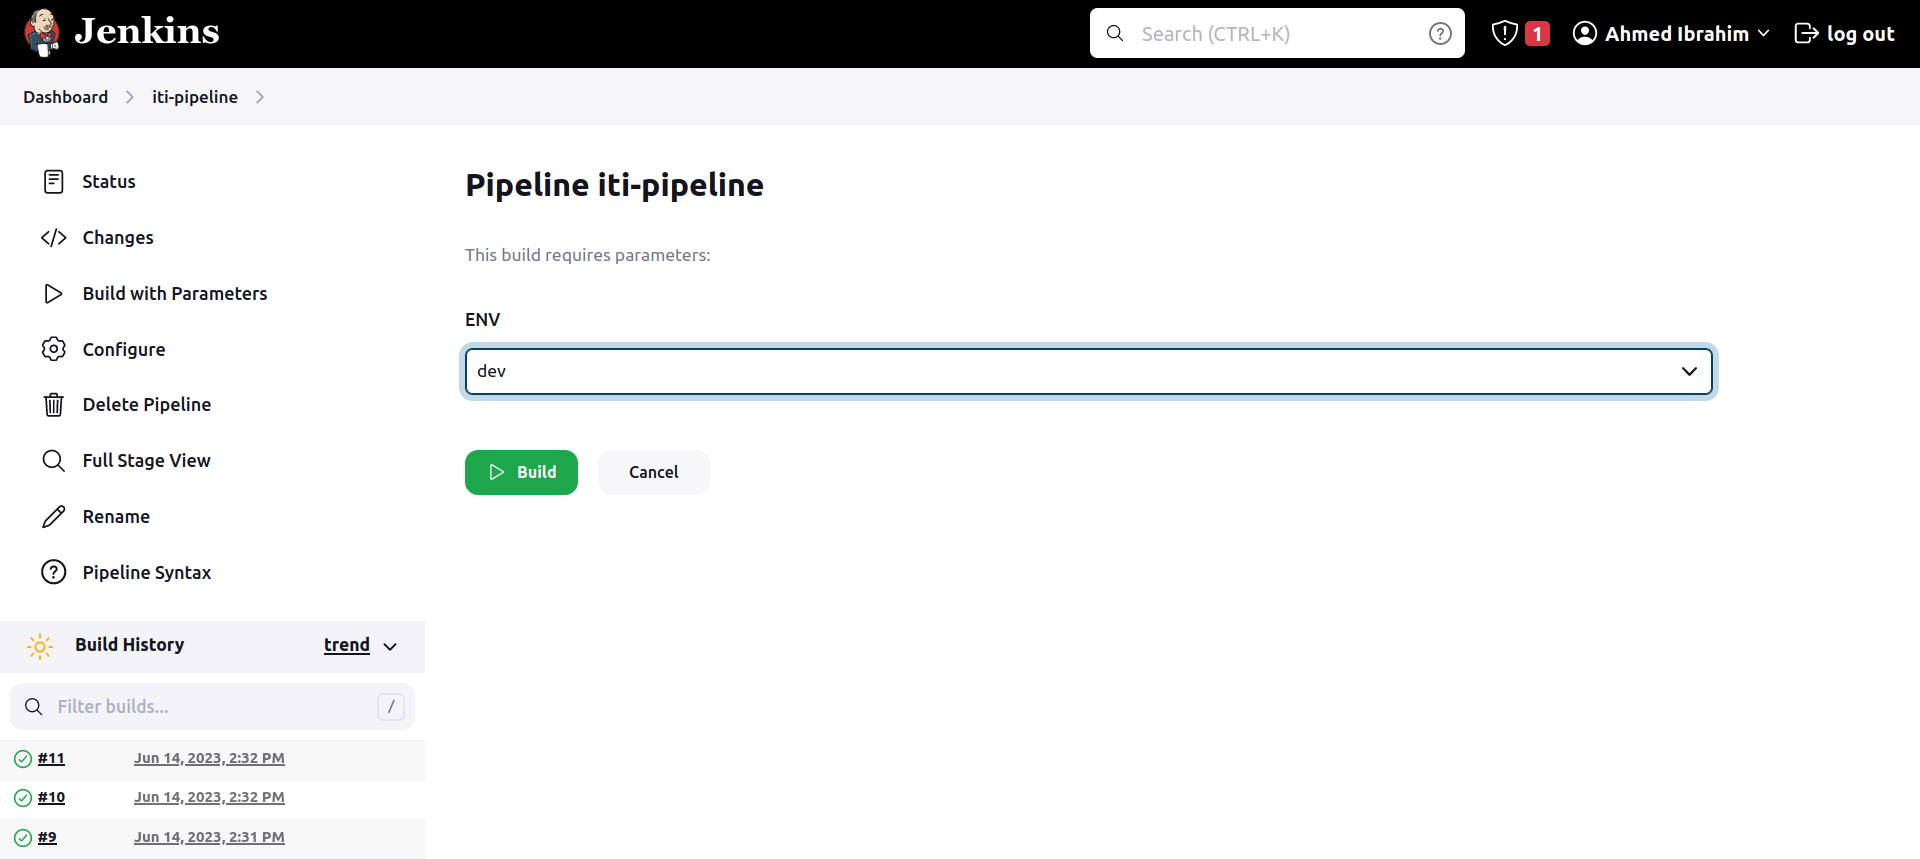 Jenkins
Search (CTRL+K)
?
! 1
Ahmed Ibrahim
log out
Dashboard
iti-pipeline
Status
Changes
Build with Parameters
Configure
Delete Pipeline
Full Stage View
Rename
? Pipeline Syntax
Build History
trend
Filter builds...
/
#11 Jun 14, 2023, 2:32 PM
#10 Jun 14, 2023, 2:32 PM
#9 Jun 14, 2023, 2:31 PM
Pipeline iti-pipeline
This build requires parameters:
ENV
dev
Build
Cancel